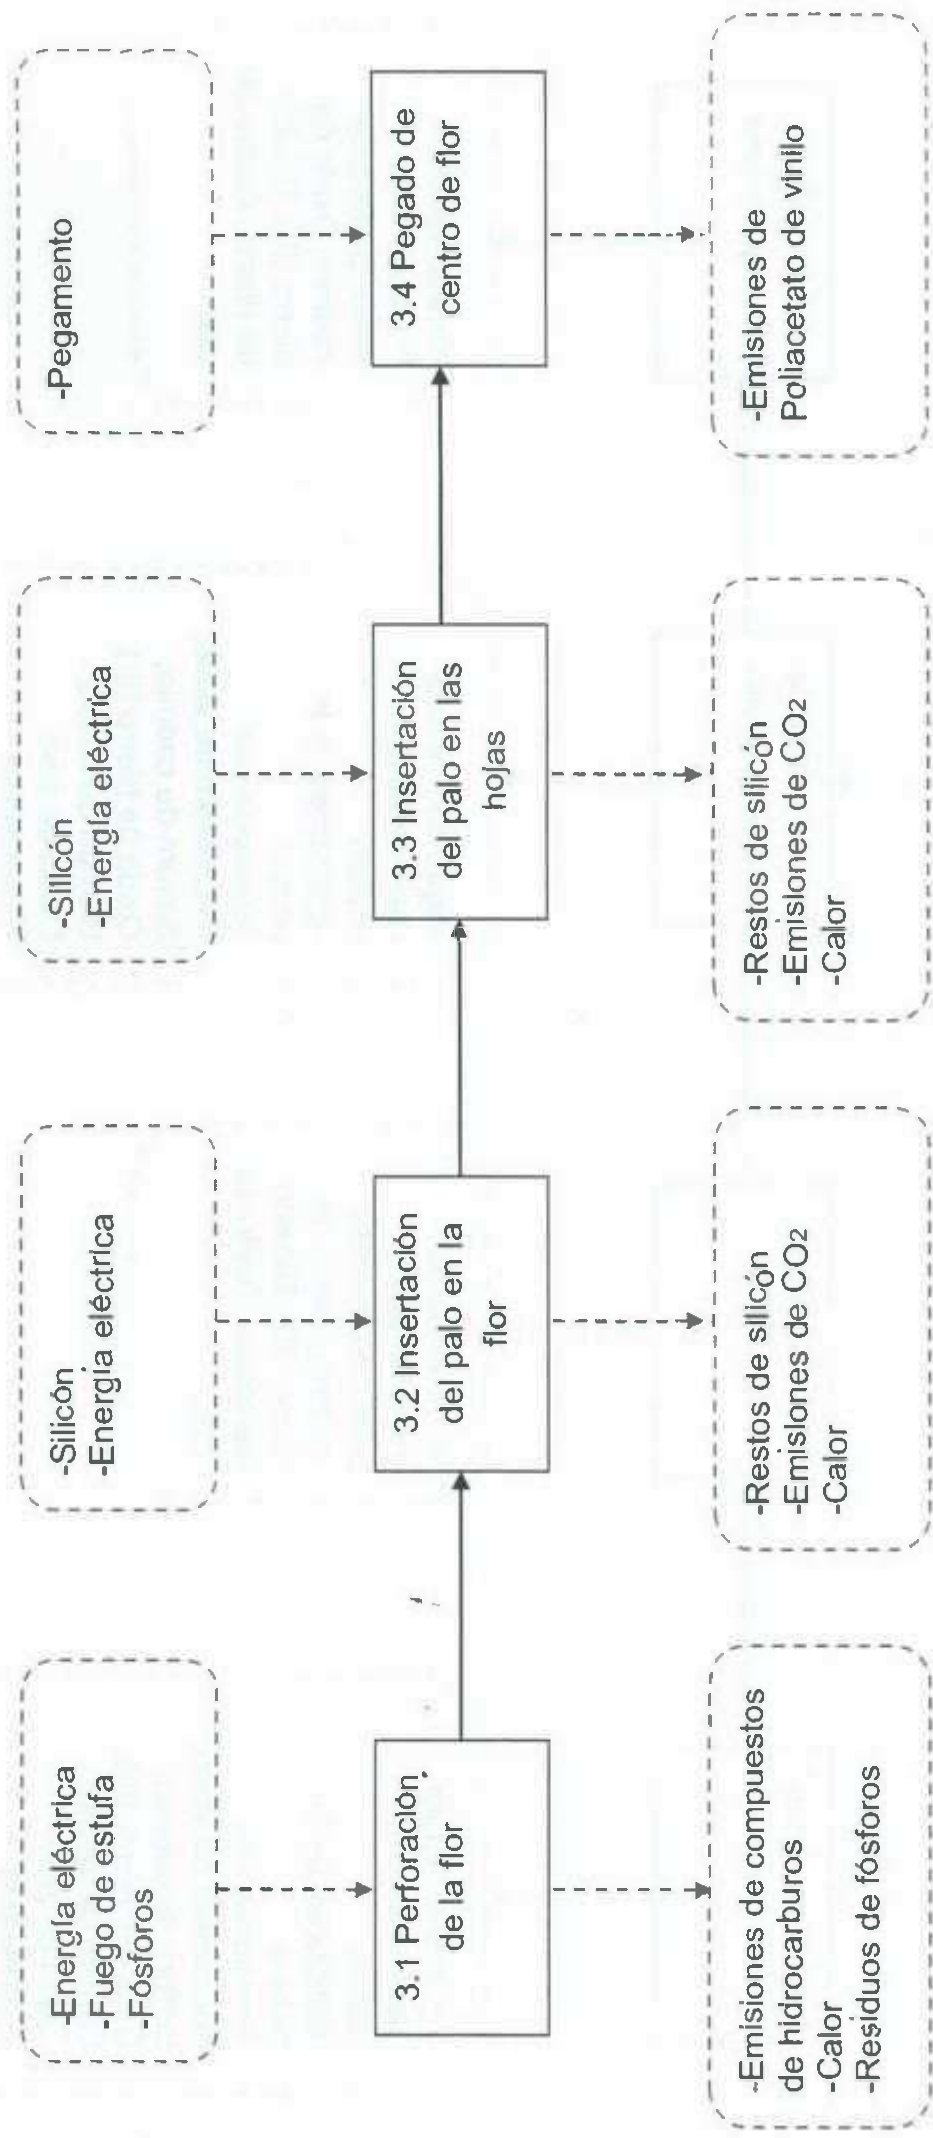 -Energía eléctrica
-Fuego de estufa
-Fósforos
3.1 Perforación
de la flor
-Emisiones de compuestos
de hidrocarburos
-Calor
-Residuos de fósforos
-Silicón
-Energía eléctrica
3.2 Insertación
del palo en la
flor
-Restos de silicón
-Emisiones de CO2
-Calor
-Silicón
-Energía eléctrica
3.3 Insertación
del palo en las
hojas
-Restos de silicón
-Emisiones de CO2
-Calor
-Pegamento
3.4 Pegado de
centro de flor
-Emisiones de
Poliacetato de vinilo